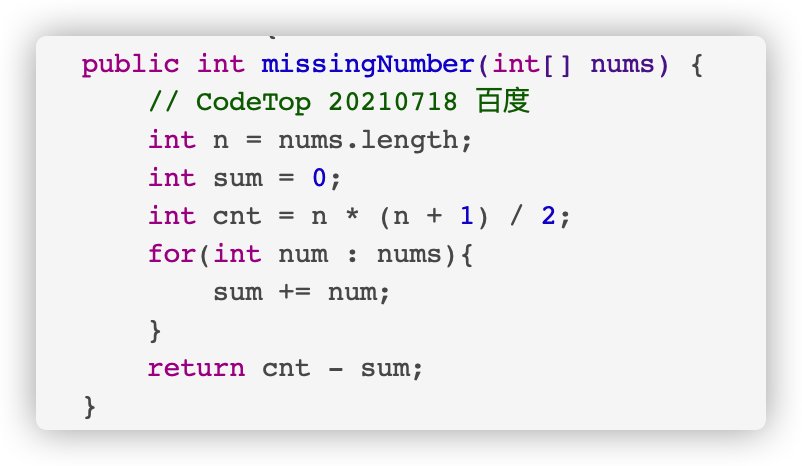 public int missingNumber(int[] nums) {
// CodeTop 20210718 百度
int n = nums.length;
int sum = 0;
int cnt = n * (n + 1) / 2;
for(int num : nums){
sum += num;
}
return cnt - sum;
}